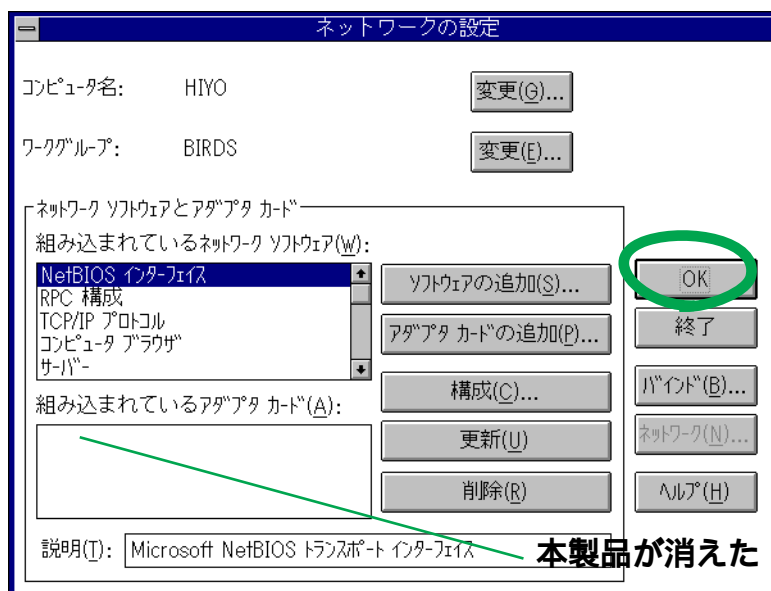 ネットワークの設定
コンピュータ名: HIYO 変更(G)...
ワークグループ: BIRDS 変更(E)...
ネットワーク ソフトウェアとアダプタ カード
組み込まれているネットワーク ソフトウェア(W):
NetBIOS インターフェイス
RPC 構成
TCP/IP プロトコル
コンピュータ ブラウザ
サーバー
ソフトウェアの追加(S)...
アダプタ カードの追加(P)...
組み込まれているアダプタ カード(A):
構成(C)...
更新(U)
削除(R)
OK
終了
バインド(B)...
ネットワーク(N)...
ヘルプ(H)
説明(T): Microsoft NetBIOS トランスポート インターフェイス
本製品が消えた